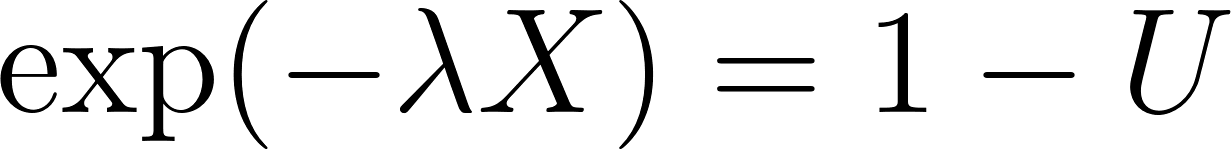 exp(−λX) = 1 − U